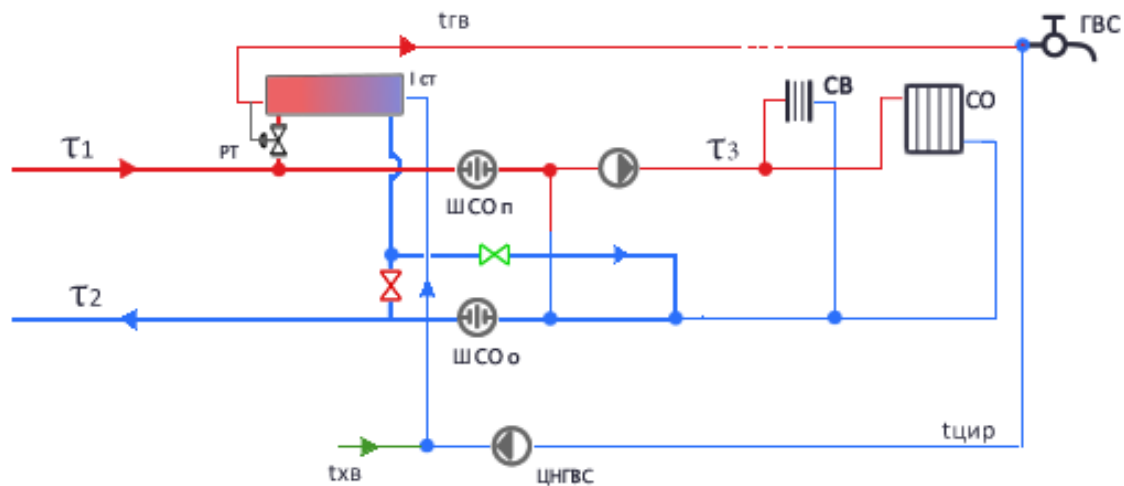 tгв
ГВС
I ст
СВ
СО
РТ
τ1
τ3
ШСО п
τ2
ШСО о
tцир
tхв
ЦНГВС